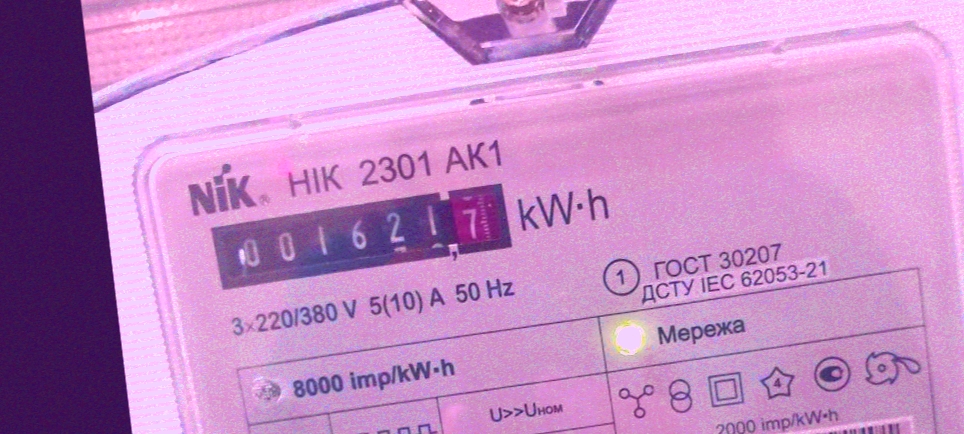 NiK® НІК 2301 АК1
001621,7 kW·h
3×220/380 V 5(10) A 50 Hz
1 ГОСТ 30207
ДСТУ IEC 62053-21
8000 imp/kW·h
Мережа
U>>Uном
4
2000 imp/kW·h